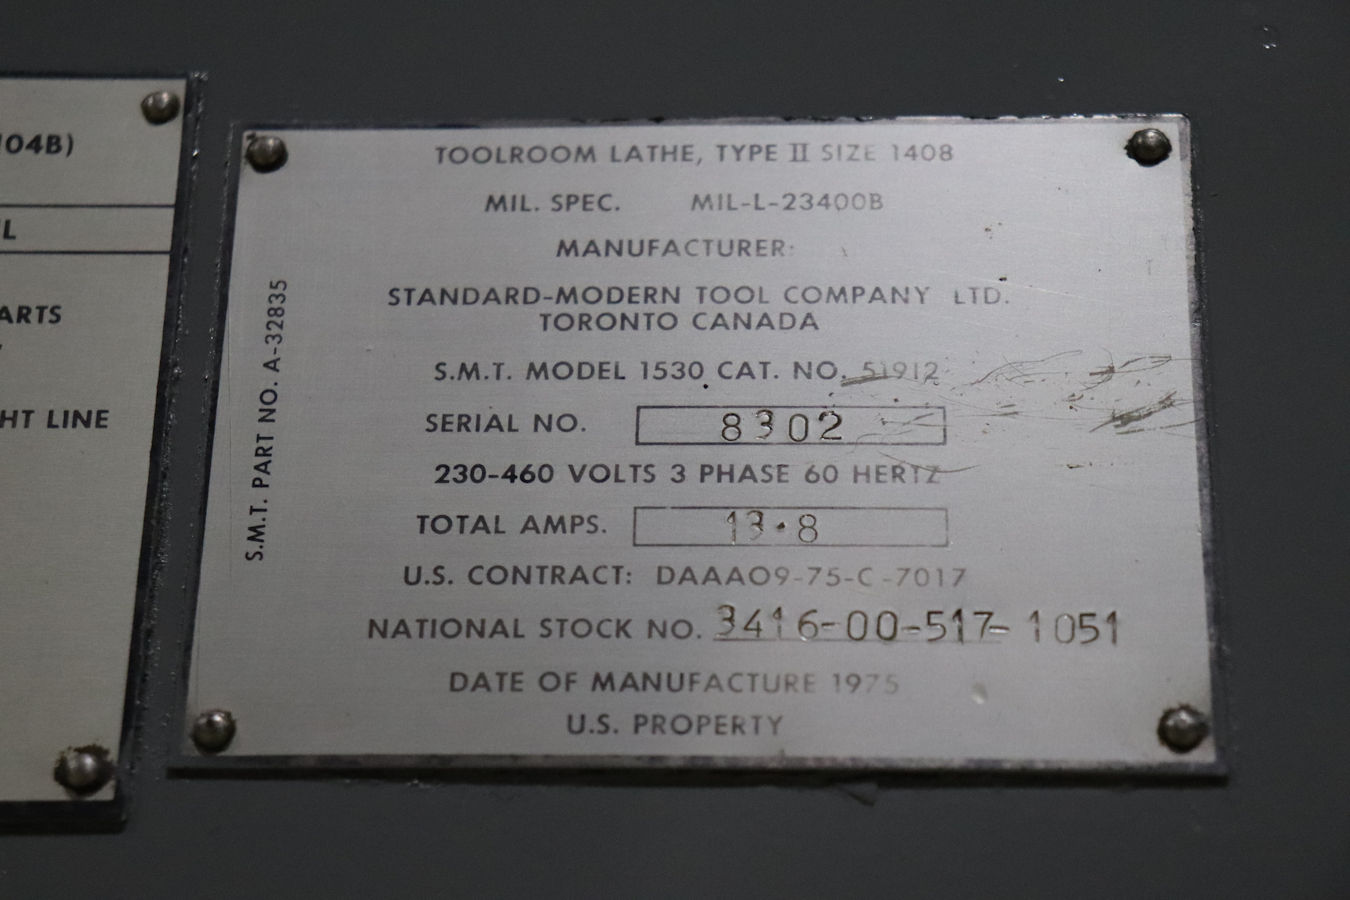 104B)
L
ARTS
HT LINE
TOOLROOM LATHE, TYPE II SIZE 1408
MIL. SPEC. MIL-L-23400B
MANUFACTURER:
STANDARD-MODERN TOOL COMPANY LTD.
TORONTO CANADA
S.M.T. MODEL 1530 CAT. NO. 51912
SERIAL NO. 8302
230-460 VOLTS 3 PHASE 60 HERTZ
TOTAL AMPS. 13.8
U.S. CONTRACT: DAAAO9-75-C-7017
NATIONAL STOCK NO. 3416-00-517-1051
DATE OF MANUFACTURE 1975
U.S. PROPERTY
S.M.T. PART NO. A-32835